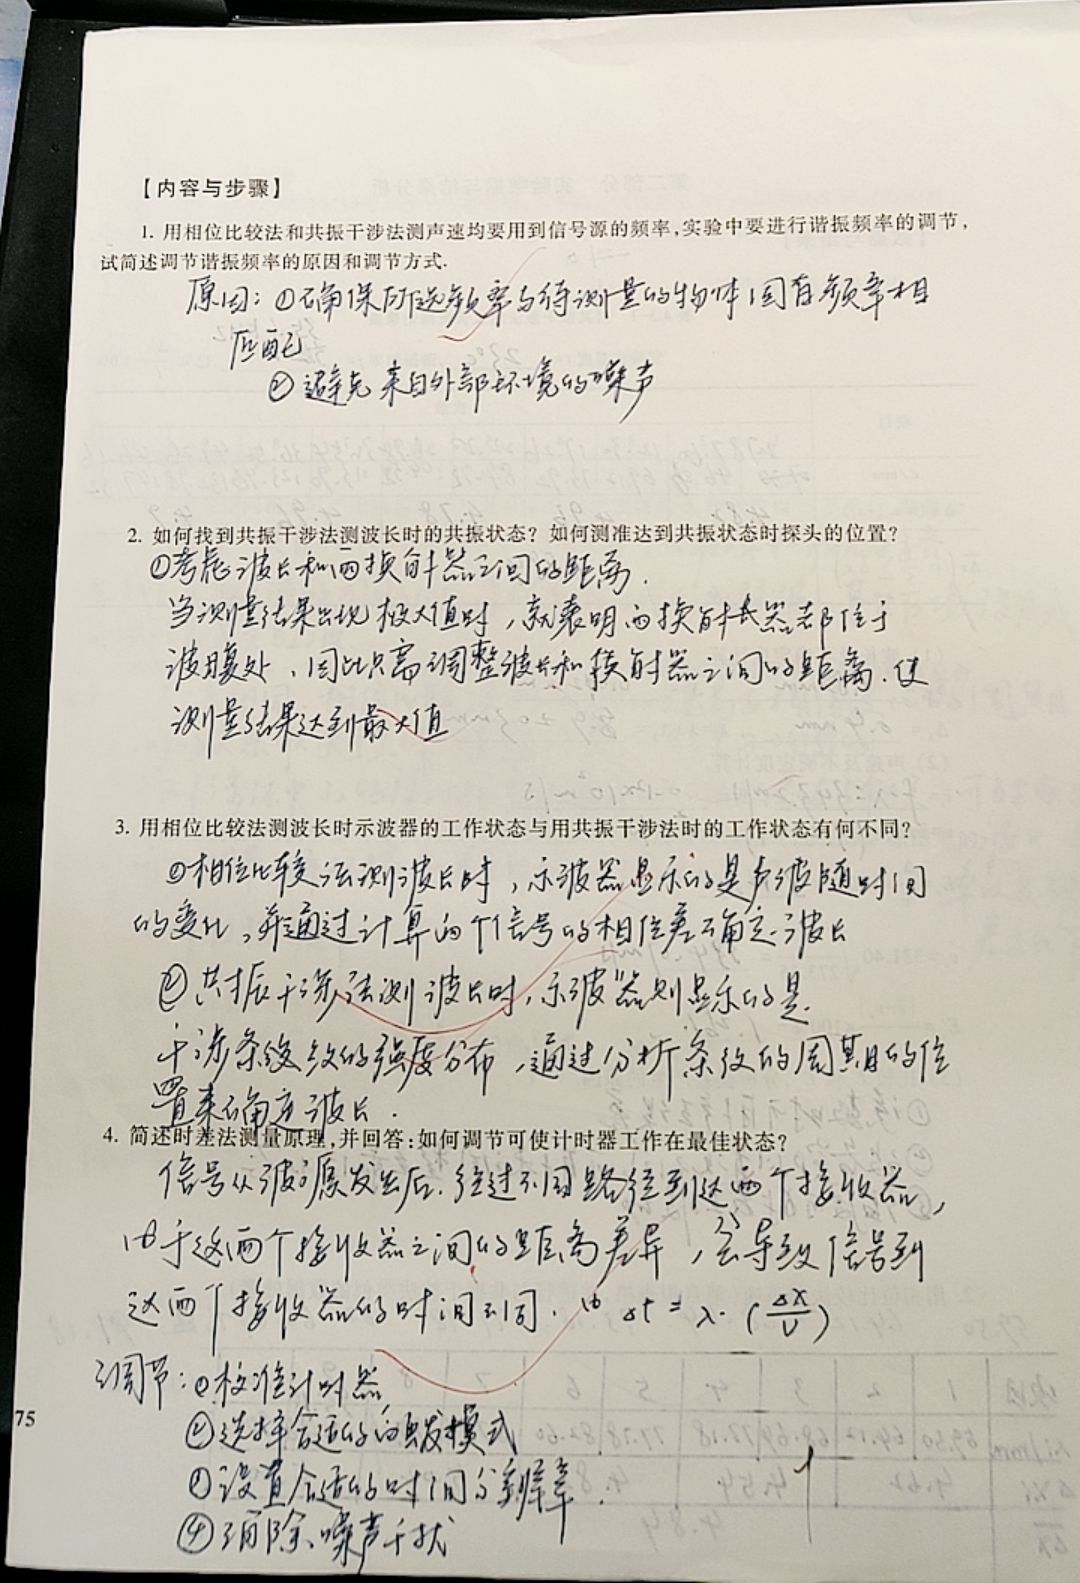 【内容与步骤】
1. 用相位比较法和共振干涉法测声速均要用到信号源的频率,实验中要进行谐振频率的调节,
试简述调节谐振频率的原因和调节方式.
原因: ①确保所选频率与待测量的物体固有频率相
匹配
② 避免来自外部环境的噪声
2. 如何找到共振干涉法测波长时的共振状态? 如何测准达到共振状态时探头的位置?
①考虑波长和两换射器之间的距离.
当测量结果出现极大值时,就表明两换射长器都位于
波腹处、因此只需调整波长和换射器之间的距离.使
测量结果达到最大值
3. 用相位比较法测波长时示波器的工作状态与用共振干涉法时的工作状态有何不同?
①相位比较法测波长时,示波器显示的是声波随时间
的变化,并通过计算两个信号的相位差确定波长
②共振干涉法测波长时,示波器则显示的是
干涉条纹的强度分布,通过分析条纹的周期的位
置来确定波长.
4. 简述时差法测量原理,并回答:如何调节可使计时器工作在最佳状态?
信号从波源发出后.经过不同路径到达两个接收器,
由于这两个接收器之间的距离差异,会导致信号到
这两个接收器的时间不同. Δt = λ· (Δx/V)
调节:①校准计时器
②选择合适的触发模式
③设置合适的时间分辨率.
④消除噪声干扰
75